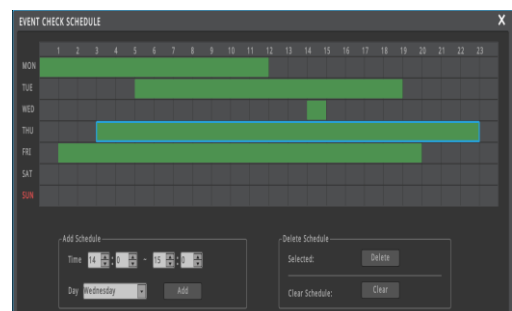 EVENT CHECK SCHEDULE X
1 2 3 4 5 6 7 8 9 10 11 12 13 14 15 16 17 18 19 20 21 22 23
MON
TUE
WED
THU
FRI
SAT
SUN
Add Schedule
Time 14 : 0 - 15 : 0
Day Wednesday Add
Delete Schedule
Selected: Delete
Clear Schedule: Clear